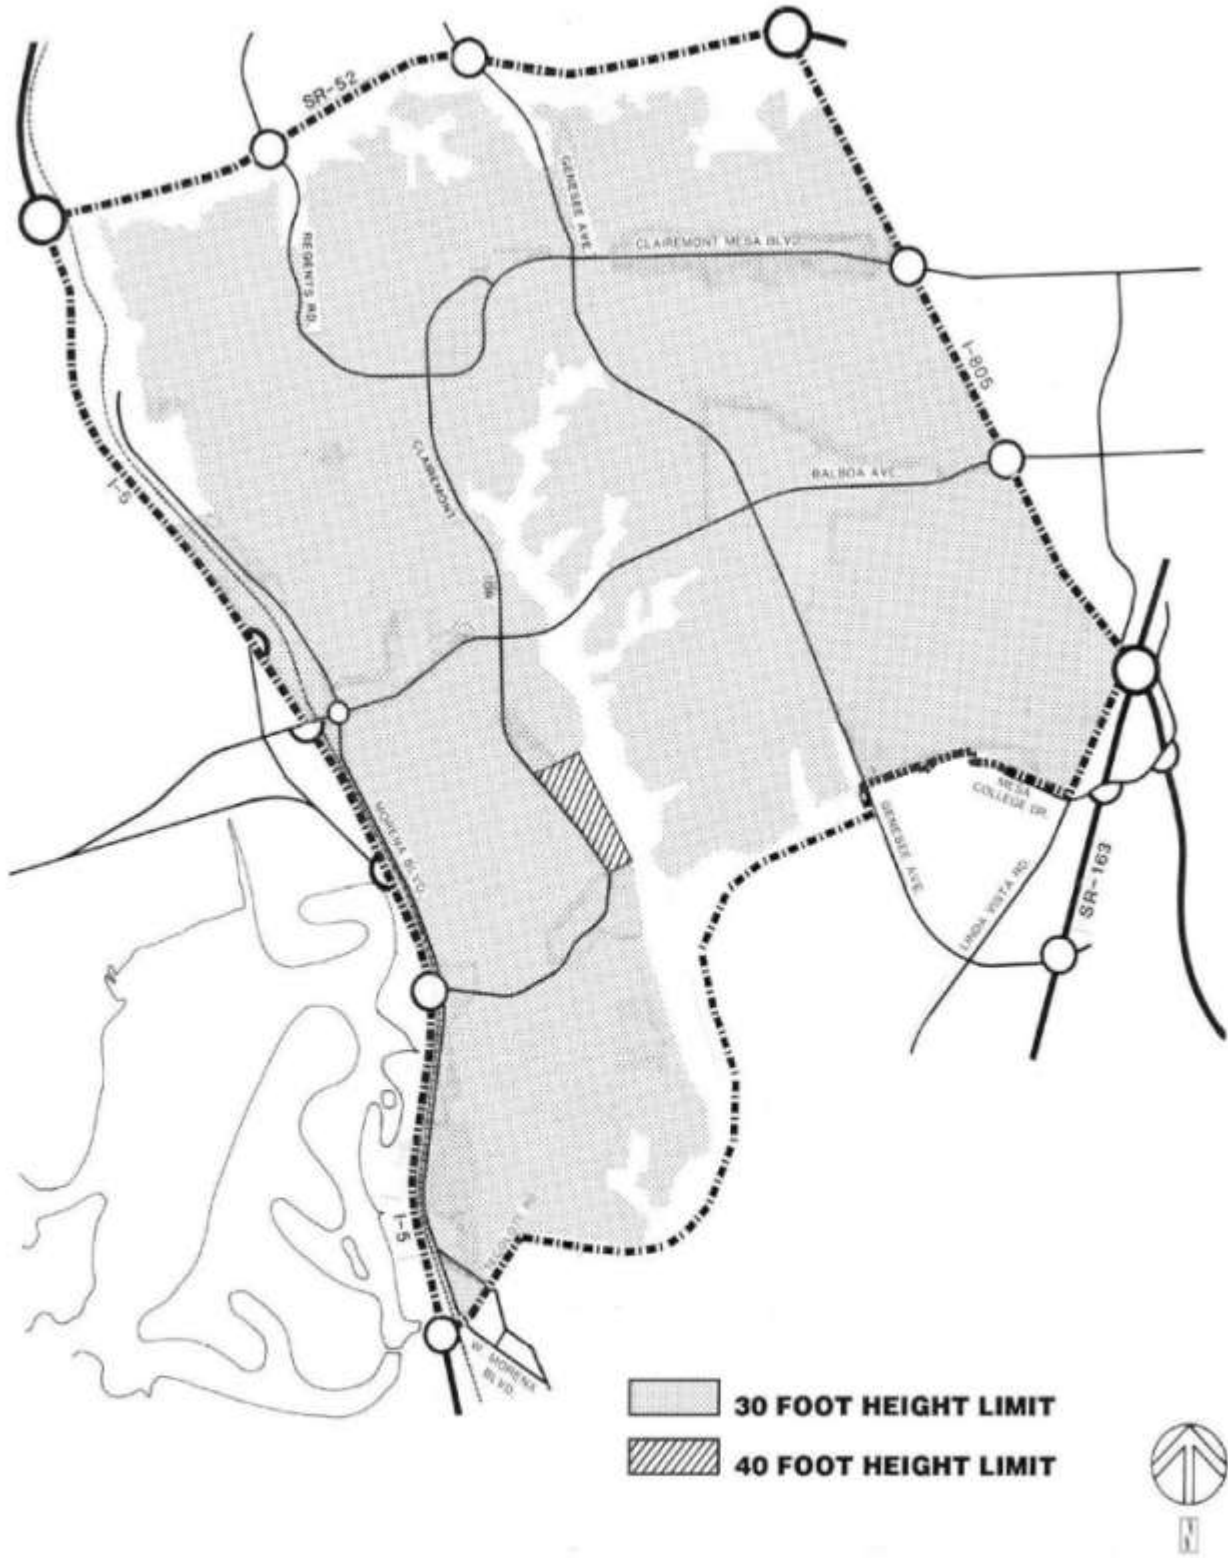 SR-52
GENESEE AVE.
CLAIREMONT MESA BLVD.
REGENTS RD.
I-805
CLAIREMONT
BALBOA AVE.
I-5
MORENA BLVD.
MESA
COLLEGE DR.
GENESEE AVE.
LINDA VISTA RD.
SR-163
I-5
W. MORENA
BLVD.
30 FOOT HEIGHT LIMIT
40 FOOT HEIGHT LIMIT
N